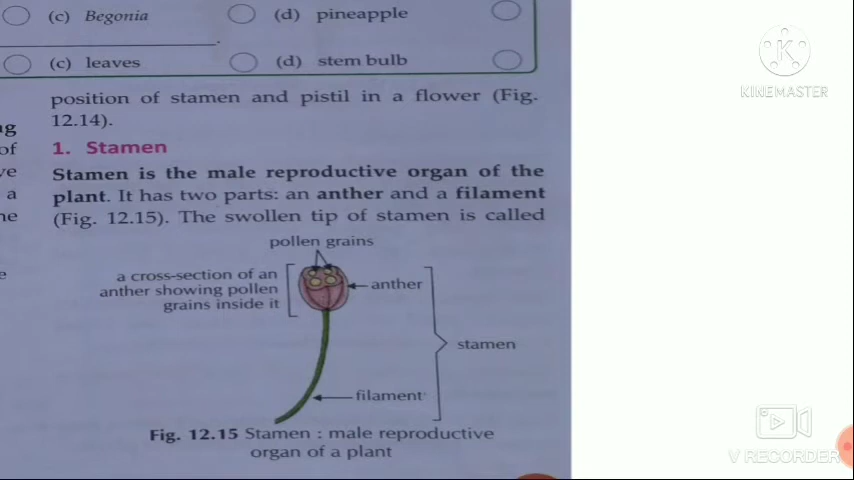 (c) Begonia
(d) pineapple
(c) leaves
(d) stem bulb
position of stamen and pistil in a flower (Fig.
12.14).
of
a
1. Stamen
Stamen is the male reproductive organ of the
plant. It has two parts: an anther and a filament
(Fig. 12.15). The swollen tip of stamen is called
pollen grains
a cross-section of an
anther showing pollen
grains inside it
anther
stamen
filament
Fig. 12.15 Stamen : male reproductive
organ of a plant
K
KINEMASTER
V RECORDER